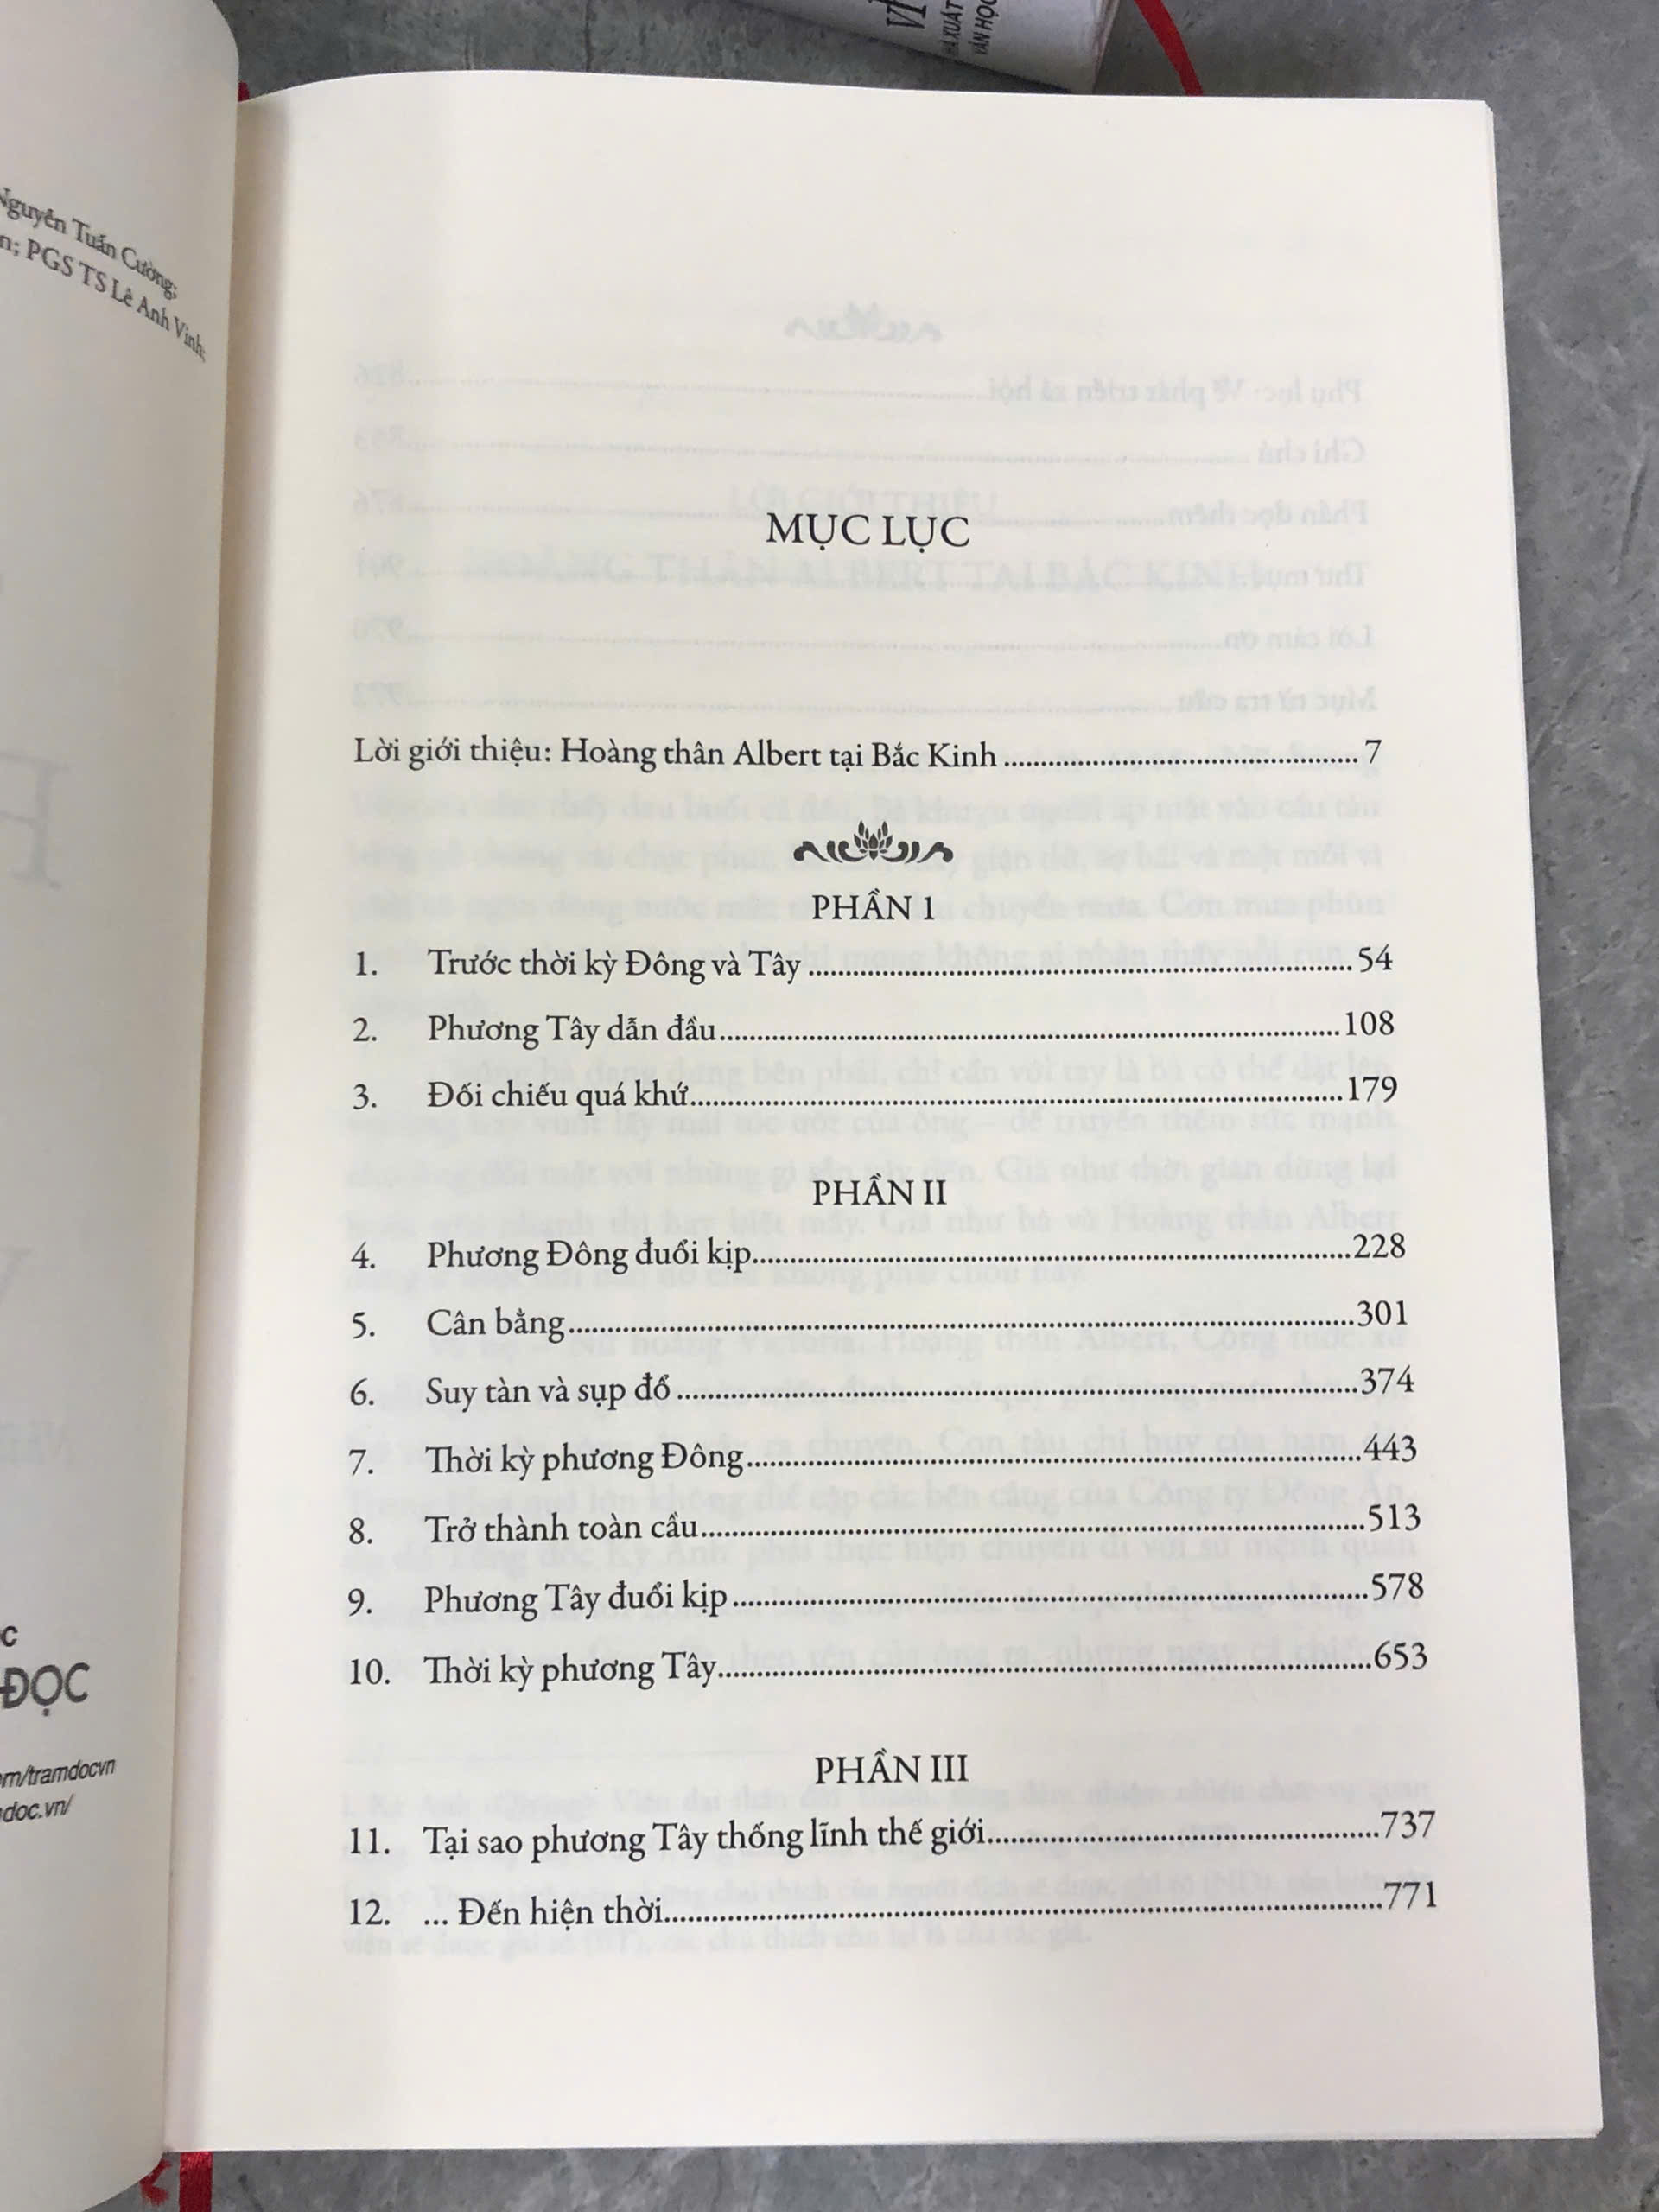 Nguyễn Tuấn Cường;
PGS TS Lê Anh Vinh;
ĐỌC
MỤC LỤC
Lời giới thiệu: Hoàng thân Albert tại Bắc Kinh 7
PHẦN 1
1. Trước thời kỳ Đông và Tây 54
2. Phương Tây dẫn đầu 108
3. Đối chiếu quá khứ 179
PHẦN II
4. Phương Đông đuổi kịp 228
5. Cân bằng 301
6. Suy tàn và sụp đổ 374
7. Thời kỳ phương Đông 443
8. Trở thành toàn cầu 513
9. Phương Tây đuổi kịp 578
10. Thời kỳ phương Tây 653
PHẦN III
11. Tại sao phương Tây thống lĩnh thế giới 737
12. ... Đến hiện thời 771